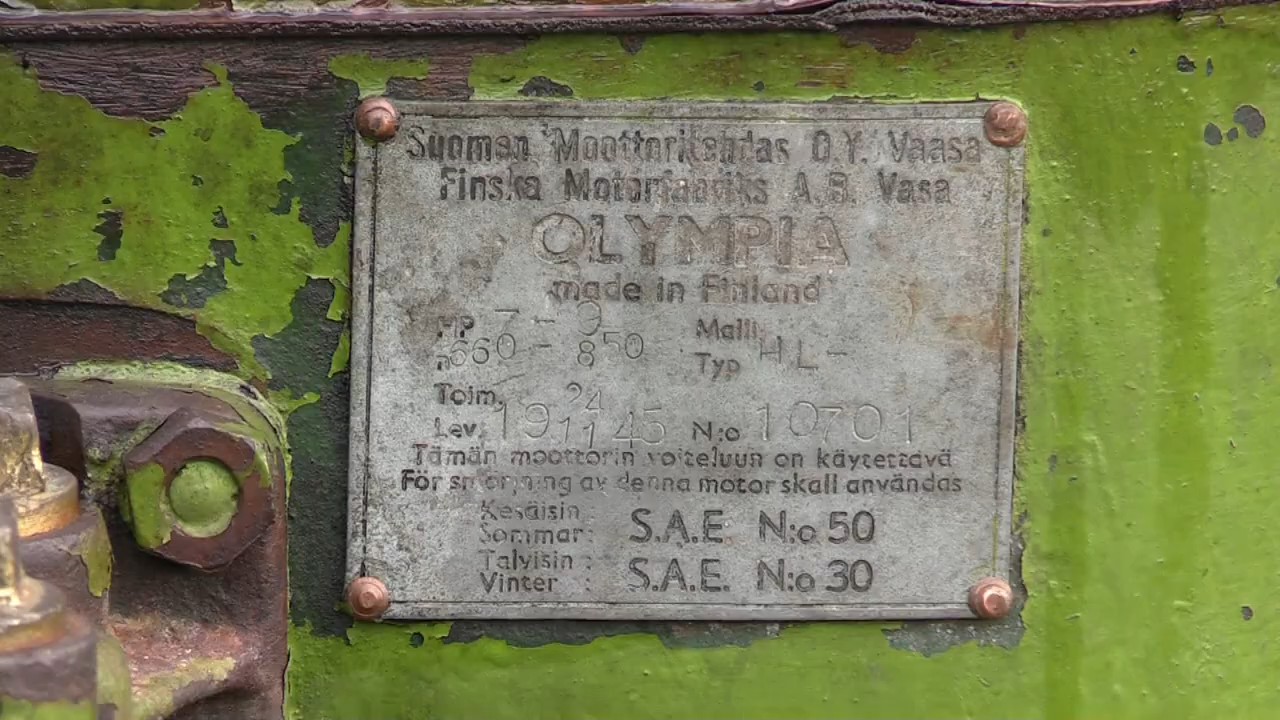 Suomen Moottoritehdas O.Y. Vaasa
Finska Motorfabriks A.B. Vasa
OLYMPIA
made in Finland
HP 7-9
n 660-850
Malli
Typ HL-
Toim.
Lev. 19 24/11 45 N:o 10701
Tämän moottorin voiteluun on käytettävä
För smörjning av denna motor skall användas
Kesäisin :
Sommar : S.A.E. N:o 50
Talvisin :
Vinter : S.A.E. N:o 30